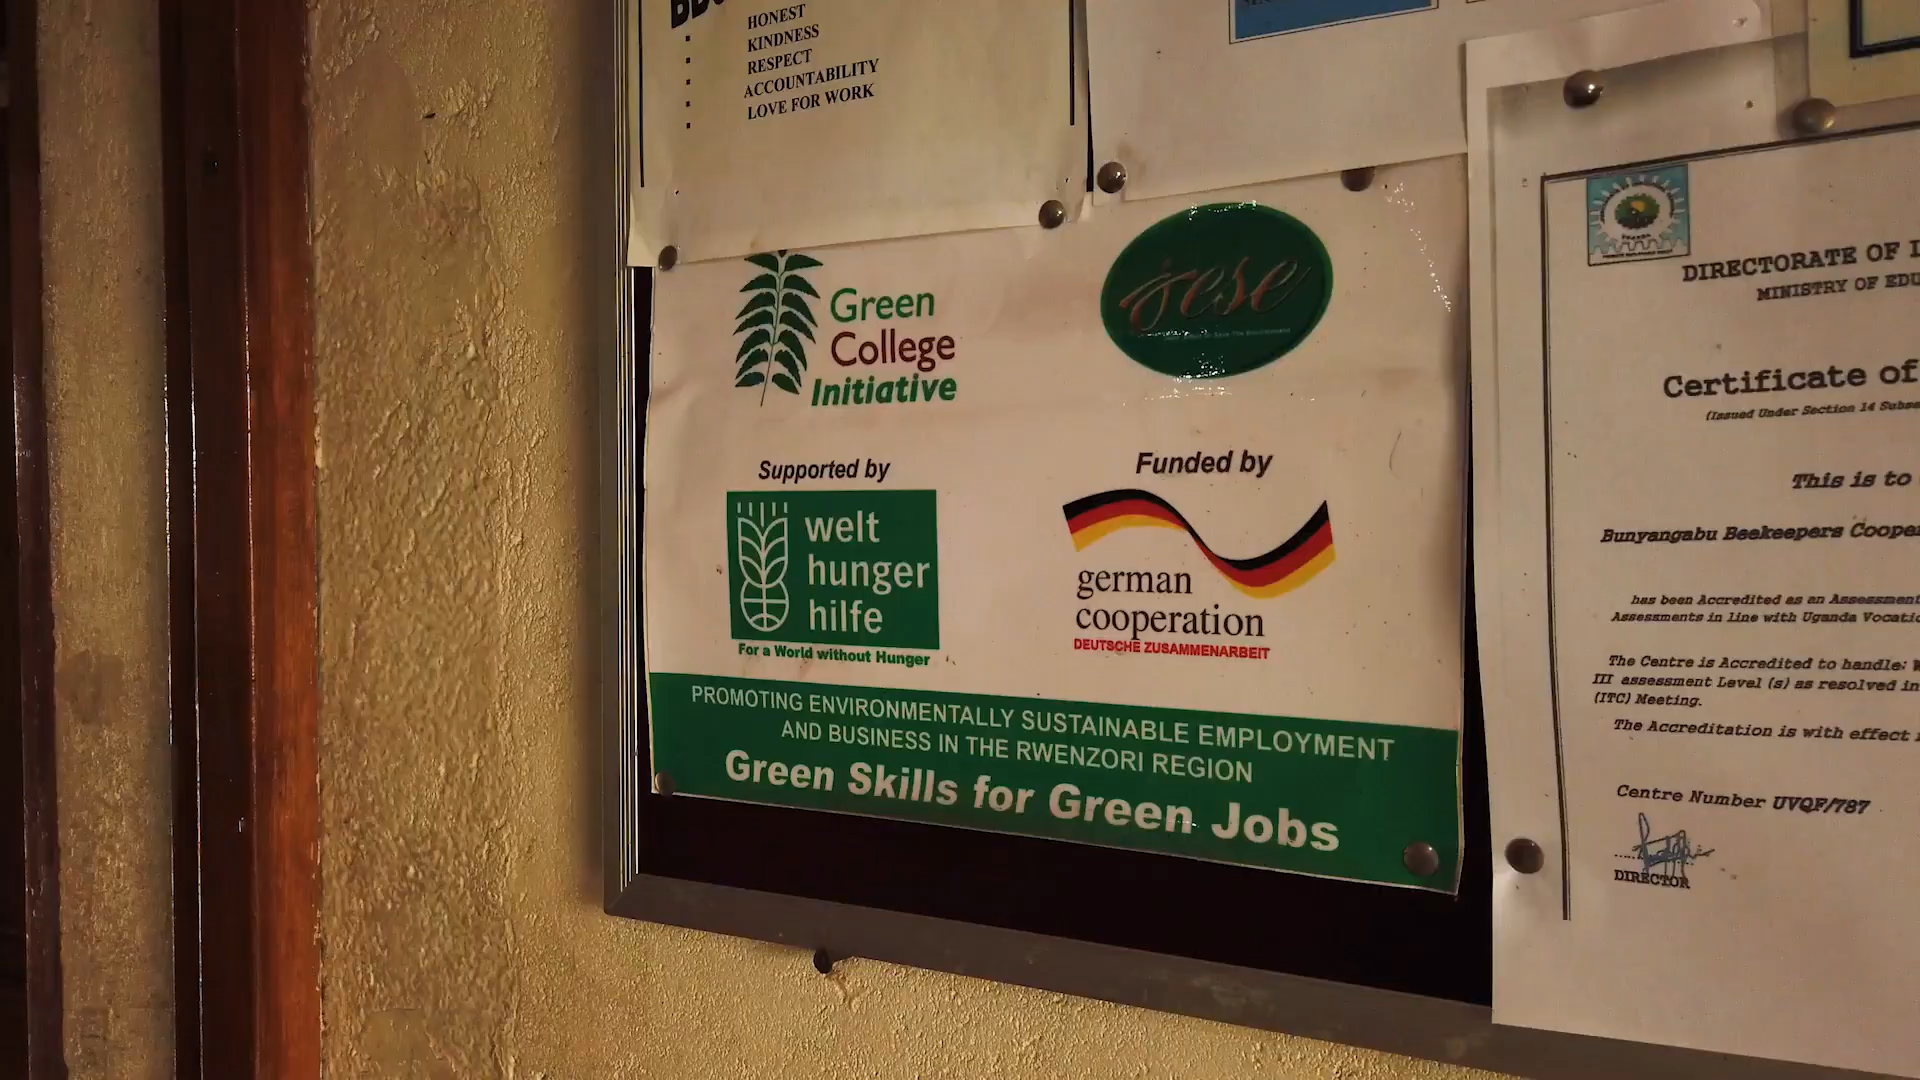 HONEST
KINDNESS
RESPECT
ACCOUNTABILITY
LOVE FOR WORK
Green
College
Initiative
jese
Supported by
welt
hunger
hilfe
For a World without Hunger
Funded by
german
cooperation
DEUTSCHE ZUSAMMENARBEIT
PROMOTING ENVIRONMENTALLY SUSTAINABLE EMPLOYMENT
AND BUSINESS IN THE RWENZORI REGION
Green Skills for Green Jobs
DIRECTORATE OF
MINISTRY OF
Certificate of
(Issued Under Section 14
This is to
Bunyangabu Beekeepers
has been Accredited as an Assessment
Assessments in line with Uganda
The Centre is Accredited to handle:
III assessment Level (s) as resolved in
(ITC) Meeting.
The Accreditation is with effect
Centre Number UVQF/787
DIRECTOR